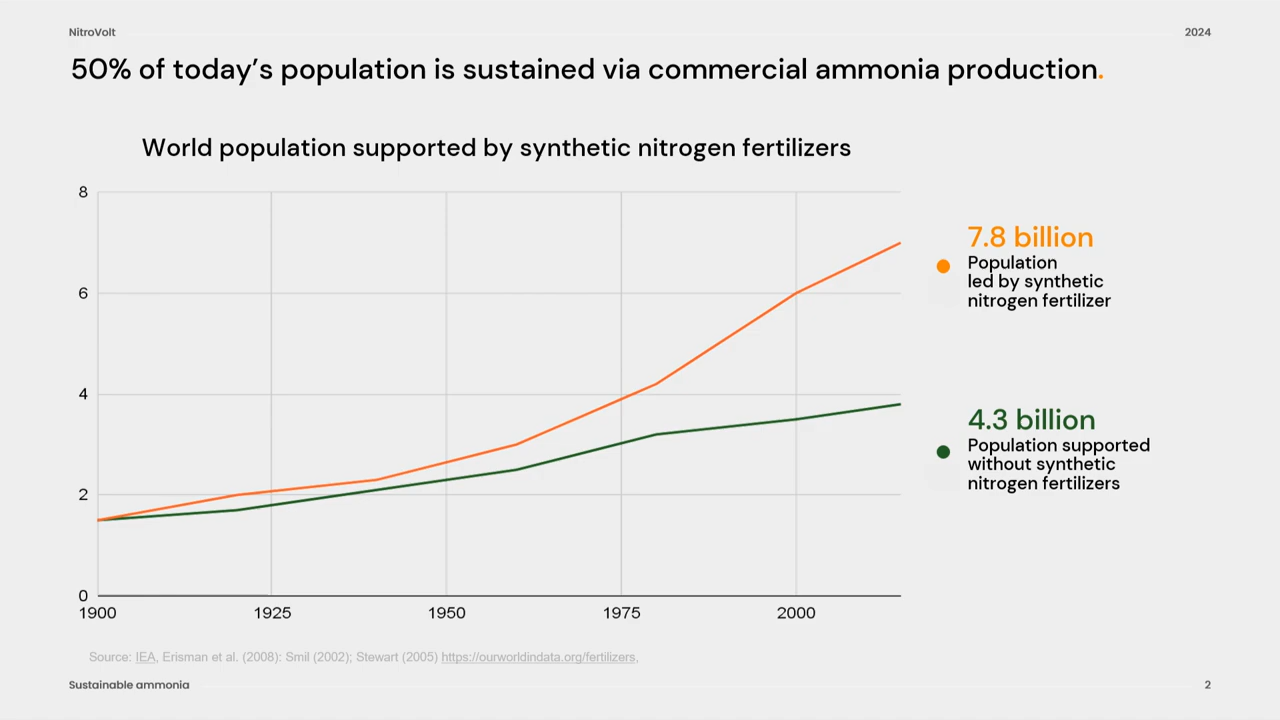 NitroVolt
2024
50% of today’s population is sustained via commercial ammonia production.
World population supported by synthetic nitrogen fertilizers
8
6
4
2
0
1900
1925
1950
1975
2000
7.8 billion
Population
led by synthetic
nitrogen fertilizer
4.3 billion
Population supported
without synthetic
nitrogen fertilizers
Source: IEA, Erisman et al. (2008): Smil (2002); Stewart (2005) https://ourworldindata.org/fertilizers,
Sustainable ammonia
2